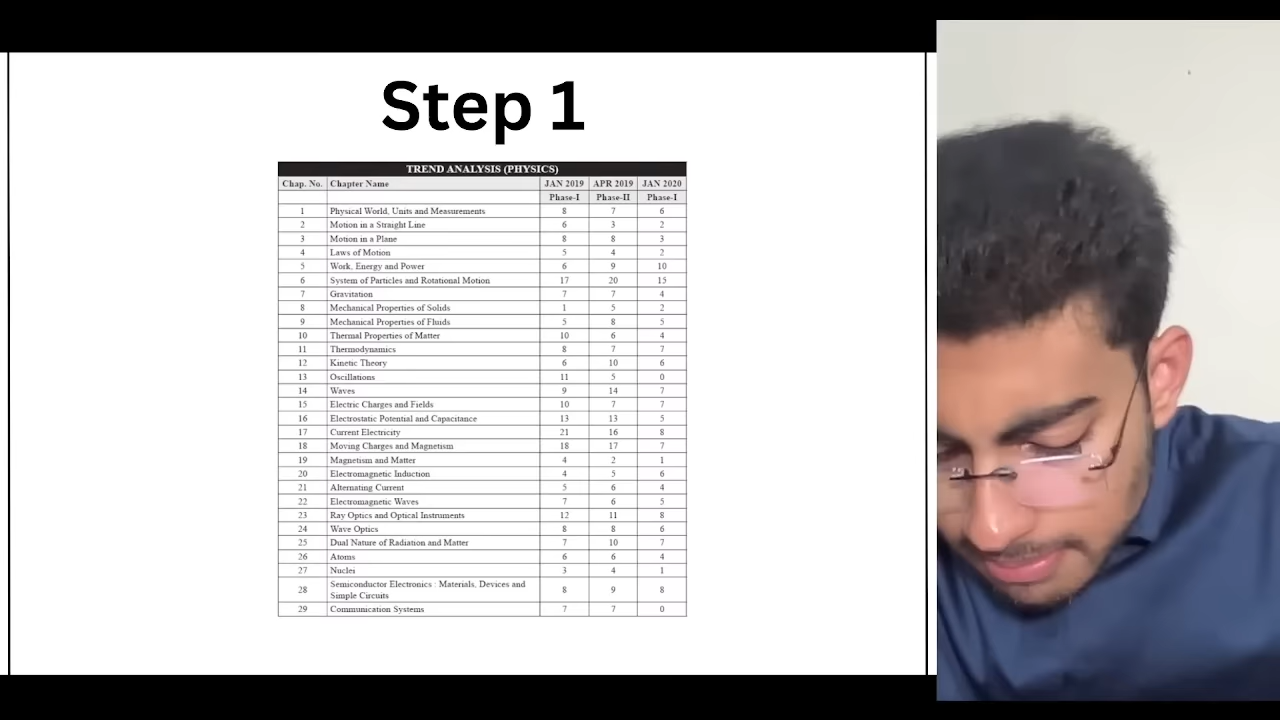 Step 1
TREND ANALYSIS (PHYSICS)
Chap. No. Chapter Name JAN 2019 APR 2019 JAN 2020
Phase-I Phase-II Phase-I
1 Physical World, Units and Measurements 8 7 6
2 Motion in a Straight Line 6 3 2
3 Motion in a Plane 8 8 3
4 Laws of Motion 5 4 2
5 Work, Energy and Power 6 9 10
6 System of Particles and Rotational Motion 17 20 15
7 Gravitation 7 7 4
8 Mechanical Properties of Solids 1 5 2
9 Mechanical Properties of Fluids 5 8 5
10 Thermal Properties of Matter 10 6 4
11 Thermodynamics 8 7 7
12 Kinetic Theory 6 10 6
13 Oscillations 11 5 0
14 Waves 9 14 7
15 Electric Charges and Fields 10 7 7
16 Electrostatic Potential and Capacitance 13 13 5
17 Current Electricity 21 16 8
18 Moving Charges and Magnetism 18 17 7
19 Magnetism and Matter 4 2 1
20 Electromagnetic Induction 4 5 6
21 Alternating Current 5 6 4
22 Electromagnetic Waves 7 6 5
23 Ray Optics and Optical Instruments 12 11 8
24 Wave Optics 8 8 6
25 Dual Nature of Radiation and Matter 7 10 7
26 Atoms 6 6 4
27 Nuclei 3 4 1
28 Semiconductor Electronics : Materials, Devices and
Simple Circuits 8 9 8
29 Communication Systems 7 7 0